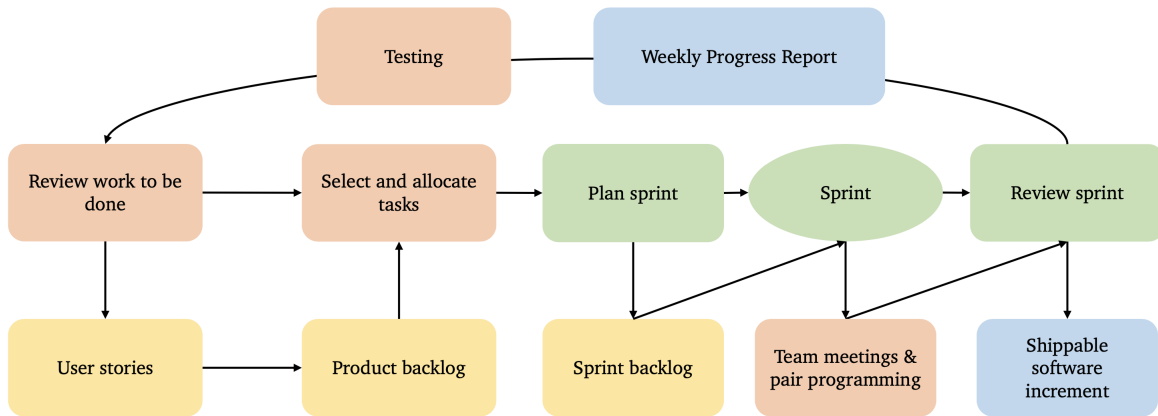 Testing
Weekly Progress Report
Review work to be
done
Select and allocate
tasks
Plan sprint
Sprint
Review sprint
User stories
Product backlog
Sprint backlog
Team meetings &
pair programming
Shippable
software
increment